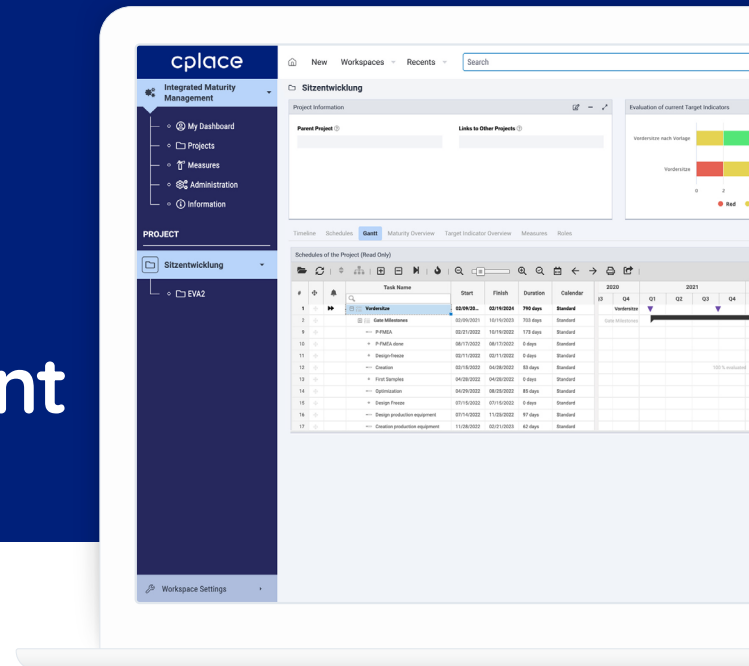 nt
cplace
New Workspaces Recents Search
Integrated Maturity
Management
My Dashboard
Projects
Measures
Administration
Information
PROJECT
Sitzentwicklung
EVA2
Workspace Settings
Sitzentwicklung
Project Information
Parent Project
Links to Other Projects
Evaluation of current Target Indicators
Vordersitze nach Vorlage
Vordersitze
0 2
Red
Timeline Schedules Gantt Maturity Overview Target Indicator Overview Measures Roles
Schedules of the Project (Read Only)
# Task Name Start Finish Duration Calendar 2020 2021
Q4 Q1 Q2 Q3 Q4
1 Vordersitze 02/09/20... 02/19/2024 790 days Standard Vordersitze
2 Gate Milestones 02/09/2021 10/19/2023 703 days Standard Gate Milestones
9 P-FMEA 02/21/2022 10/19/2022 173 days Standard
10 P-FMEA done 08/17/2022 08/17/2022 0 days Standard
11 Design-freeze 02/11/2022 02/11/2022 0 days Standard
12 Creation 02/15/2022 04/28/2022 53 days Standard 100 % evaluated
13 First Samples 04/28/2022 04/28/2022 0 days Standard
14 Optimization 04/29/2022 08/25/2022 85 days Standard
15 Design Freeze 07/15/2022 07/15/2022 0 days Standard
16 Design production equipment 07/14/2022 11/25/2022 97 days Standard
17 Creation production equipment 11/28/2022 02/21/2023 62 days Standard